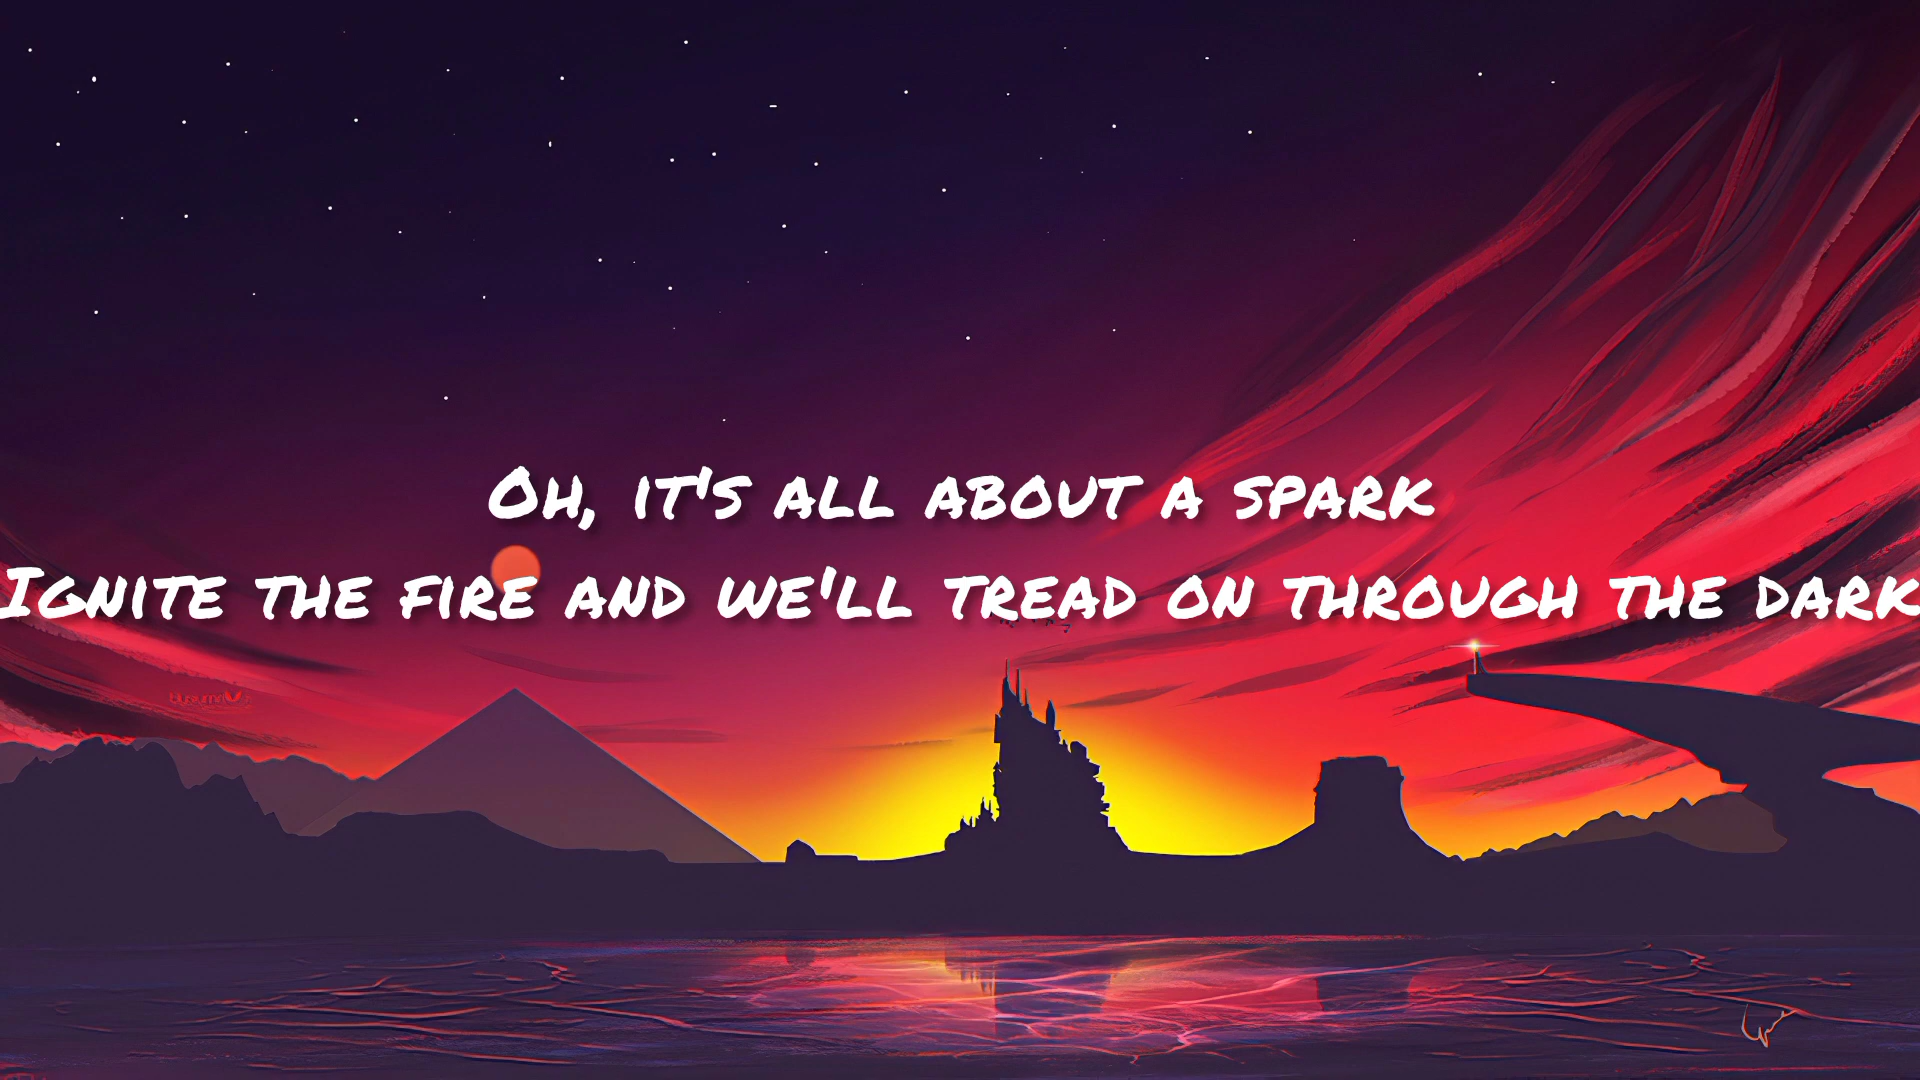 Oh, it's all about a spark
Ignite the fire and we'll tread on through the dark